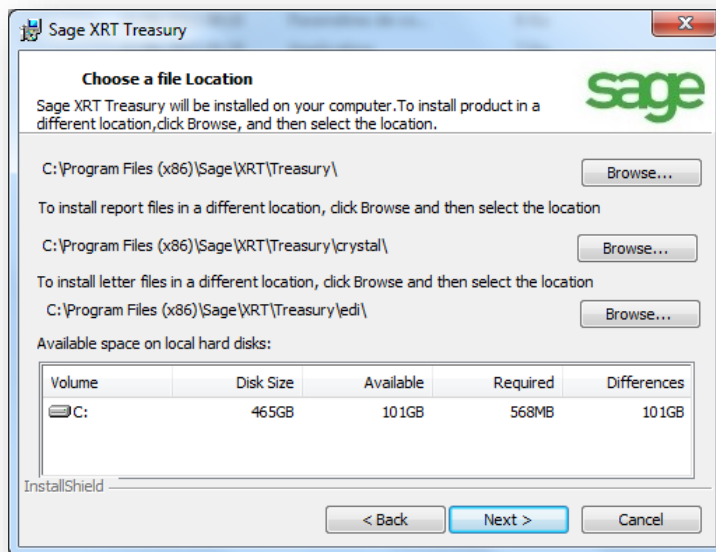 Sage XRT Treasury
Choose a file Location
Sage XRT Treasury will be installed on your computer.To install product in a
different location,click Browse, and then select the location.
sage
C:\Program Files (x86)\Sage\XRT\Treasury\
Browse...
To install report files in a different location, click Browse and then select the location
C:\Program Files (x86)\Sage\XRT\Treasury\crystal\
Browse...
To install letter files in a different location, click Browse and then select the location
C:\Program Files (x86)\Sage\XRT\Treasury\edi\
Browse...
Available space on local hard disks:
Volume Disk Size Available Required Differences
C: 465GB 101GB 568MB 101GB
InstallShield
< Back Next > Cancel